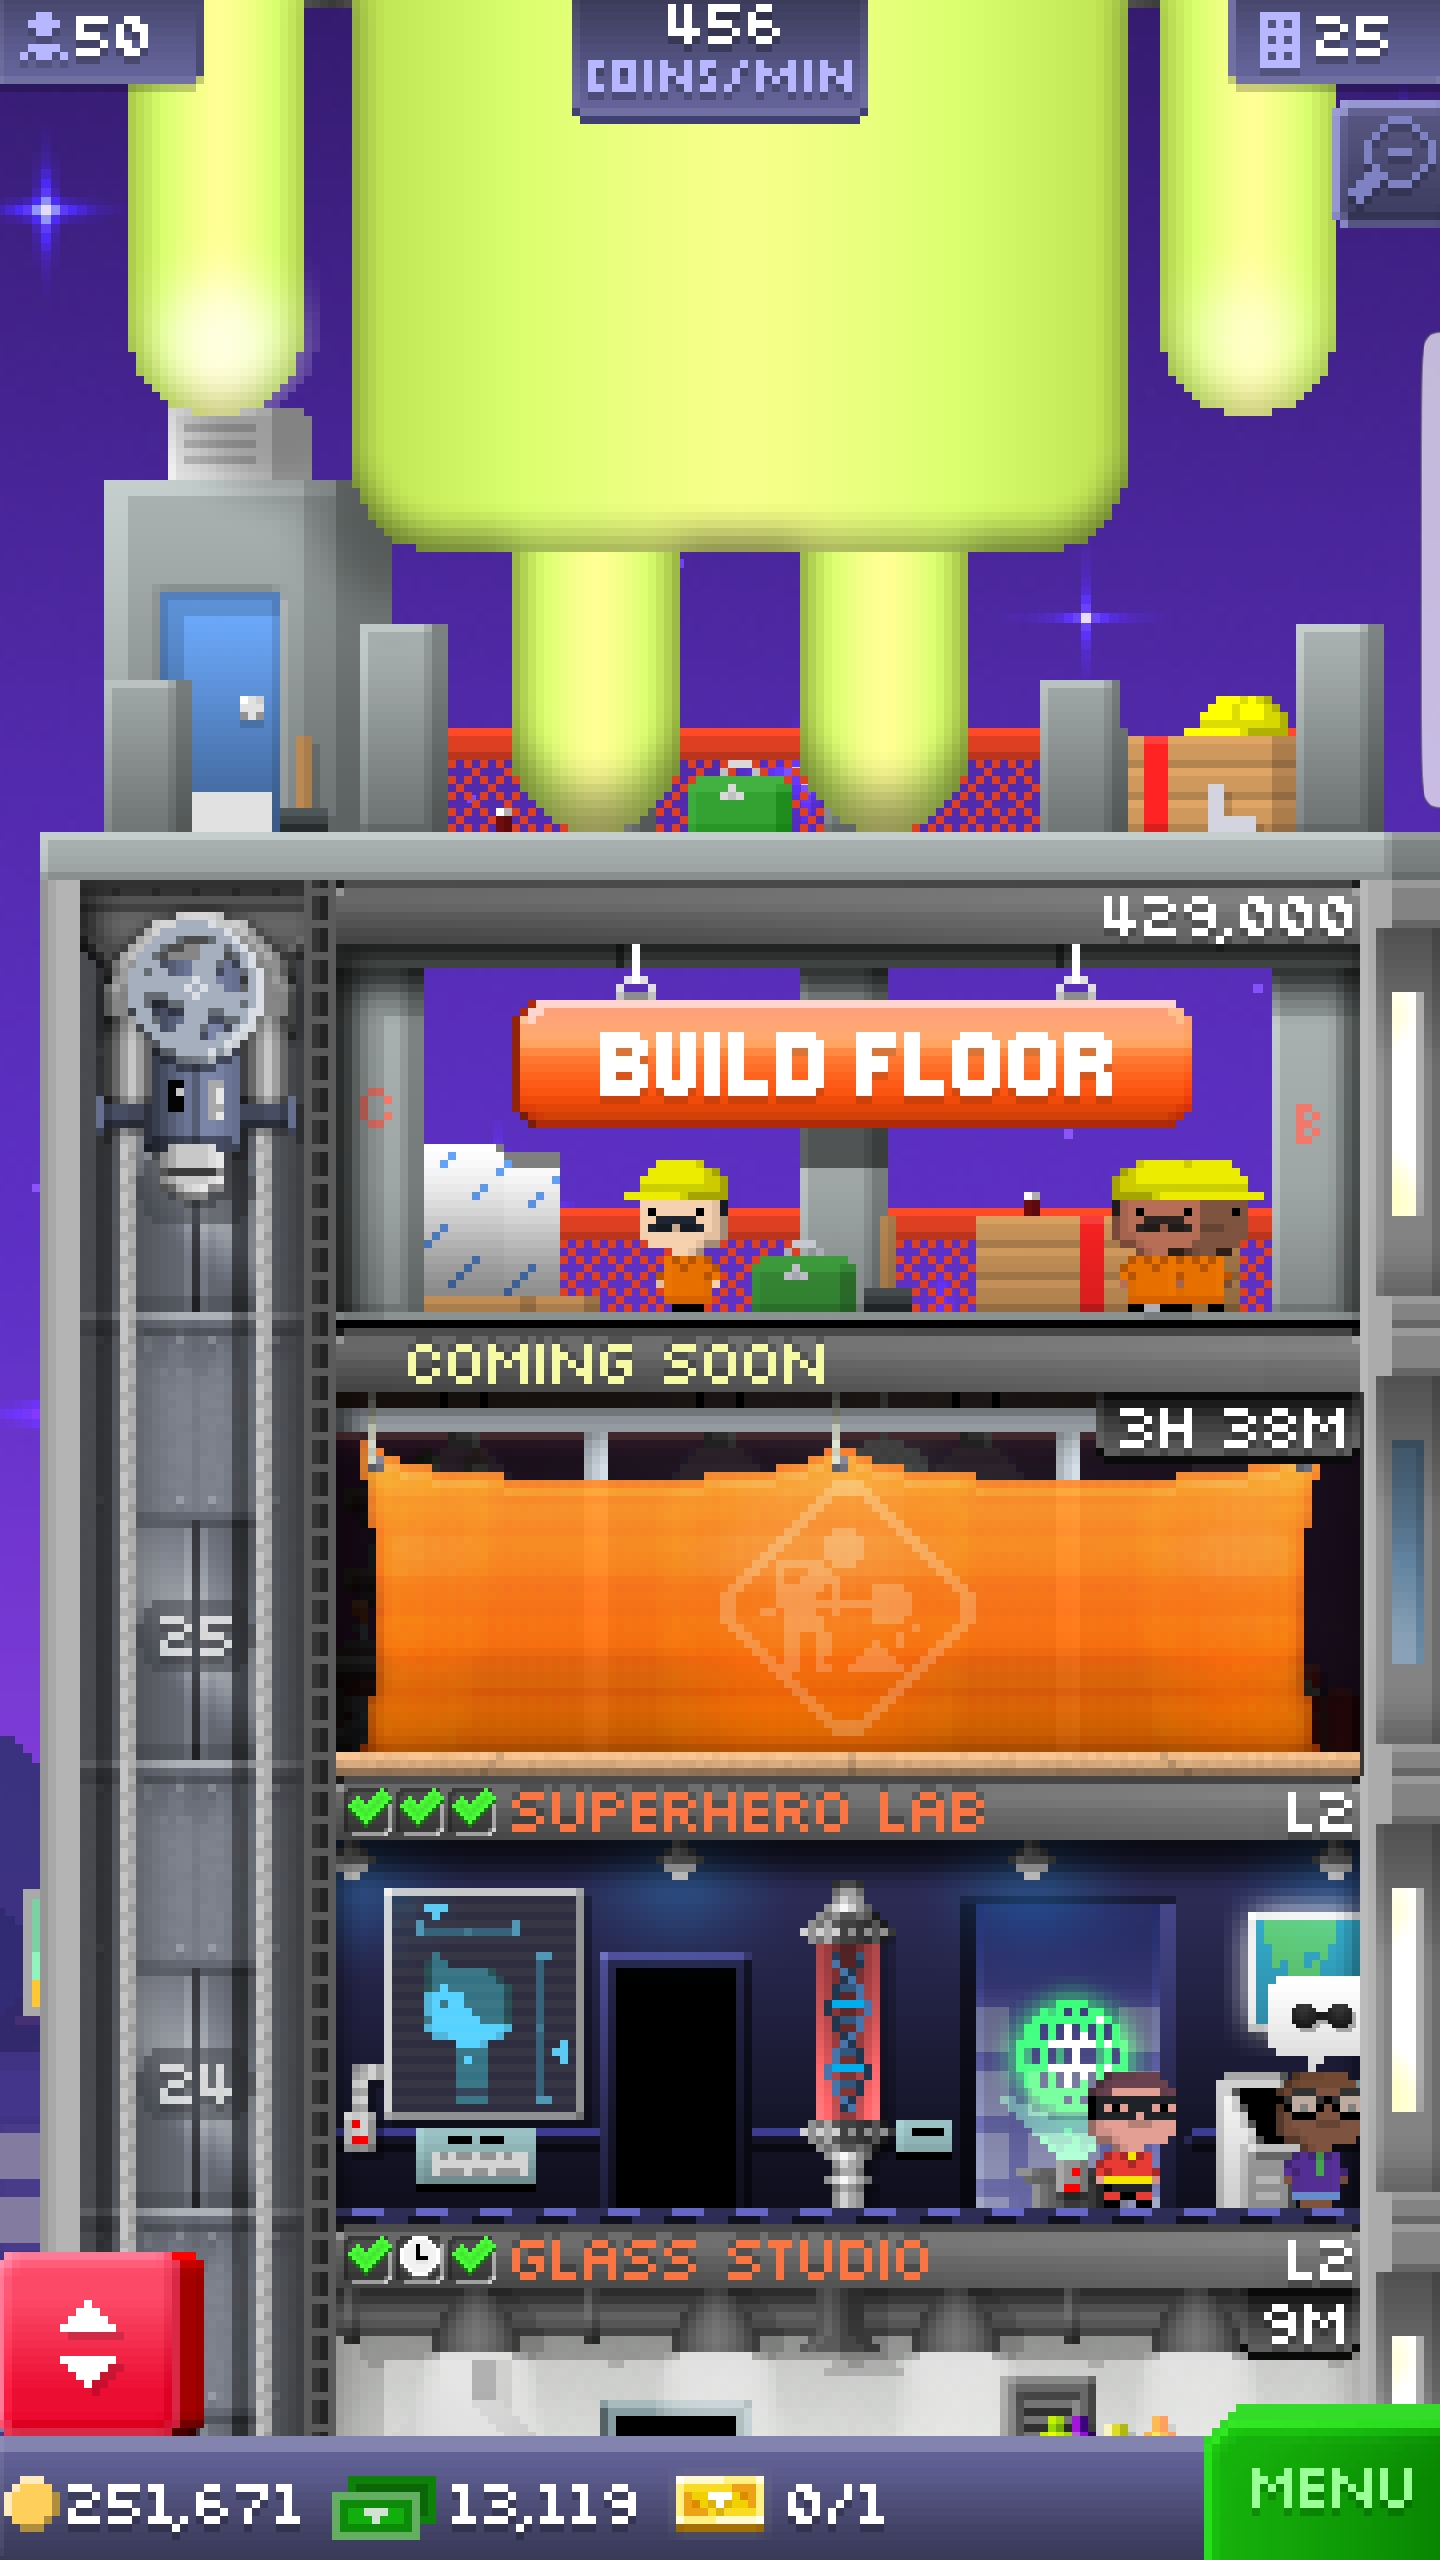 50
456
COINS/MIN
25
429,000
BUILD FLOOR
C
B
COMING SOON
3H 38M
25
SUPERHERO LAB
L2
24
GLASS STUDIO
L2
9M
251,671
13,119
0/1
MENU